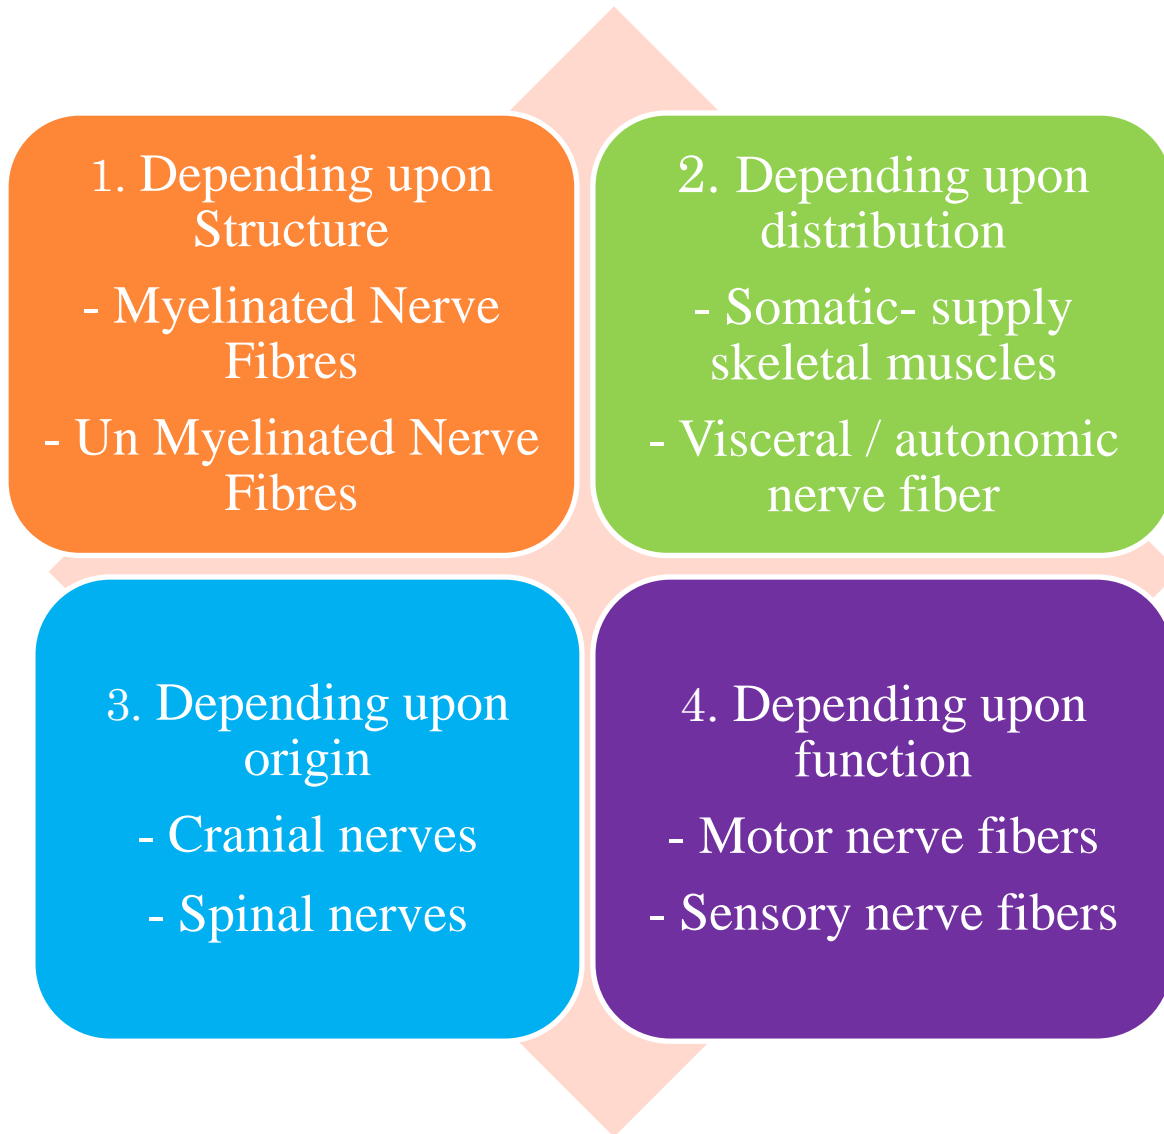 1. Depending upon
Structure
- Myelinated Nerve
Fibres
- Un Myelinated Nerve
Fibres
2. Depending upon
distribution
- Somatic- supply
skeletal muscles
- Visceral / autonomic
nerve fiber
3. Depending upon
origin
- Cranial nerves
- Spinal nerves
4. Depending upon
function
- Motor nerve fibers
- Sensory nerve fibers